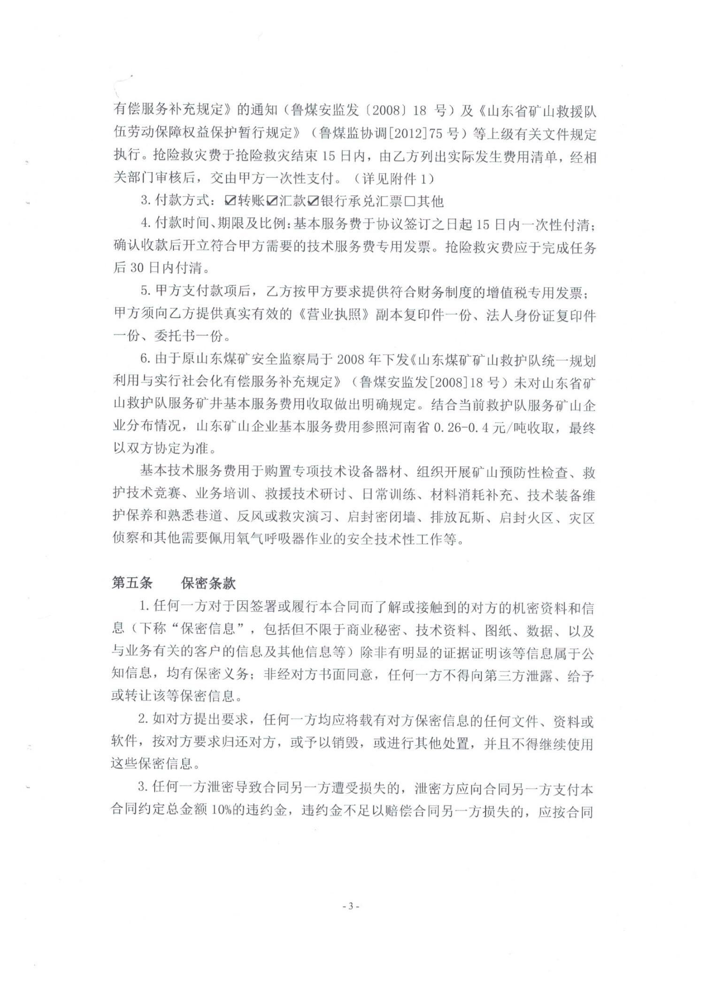 有偿服务补充规定》的通知（鲁煤安监发〔2008〕18 号）及《山东省矿山救援队
伍劳动保障权益保护暂行规定》（鲁煤监协调[2012]75 号）等上级有关文件规定
执行。抢险救灾费于抢险救灾结束 15 日内，由乙方列出实际发生费用清单，经相
关部门审核后，交由甲方一次性支付。（详见附件 1）
3. 付款方式：☑转账☑汇款☑银行承兑汇票□其他
4. 付款时间、期限及比例：基本服务费于协议签订之日起 15 日内一次性付清；
确认收款后开立符合甲方需要的技术服务费专用发票。抢险救灾费应于完成任务
后 30 日内付清。
5. 甲方支付款项后，乙方按甲方要求提供符合财务制度的增值税专用发票；
甲方须向乙方提供真实有效的《营业执照》副本复印件一份、法人身份证复印件
一份、委托书一份。
6. 由于原山东煤矿安全监察局于 2008 年下发《山东煤矿矿山救护队统一规划
利用与实行社会化有偿服务补充规定》（鲁煤安监发[2008]18 号）未对山东省矿
山救护队服务矿井基本服务费用收取做出明确规定。结合当前救护队服务矿山企
业分布情况，山东矿山企业基本服务费用参照河南省 0.26-0.4 元/吨收取，最终
以双方协定为准。
基本技术服务费用于购置专项技术设备器材、组织开展矿山预防性检查、救
护技术竞赛、业务培训、救援技术研讨、日常训练、材料消耗补充、技术装备维
护保养和熟悉巷道、反风或救灾演习、启封密闭墙、排放瓦斯、启封火区、灾区
侦察和其他需要佩用氧气呼吸器作业的安全技术性工作等。
第五条　　保密条款
1. 任何一方对于因签署或履行本合同而了解或接触到的对方的机密资料和信
息（下称“保密信息”，包括但不限于商业秘密、技术资料、图纸、数据、以及
与业务有关的客户的信息及其他信息等）除非有明显的证据证明该等信息属于公
知信息，均有保密义务；非经对方书面同意，任何一方不得向第三方泄露、给予
或转让该等保密信息。
2. 如对方提出要求，任何一方均应将载有对方保密信息的任何文件、资料或
软件，按对方要求归还对方，或予以销毁，或进行其他处置，并且不得继续使用
这些保密信息。
3. 任何一方泄密导致合同另一方遭受损失的，泄密方应向合同另一方支付本
合同约定总金额 10%的违约金，违约金不足以赔偿合同另一方损失的，应按合同
- 3 -